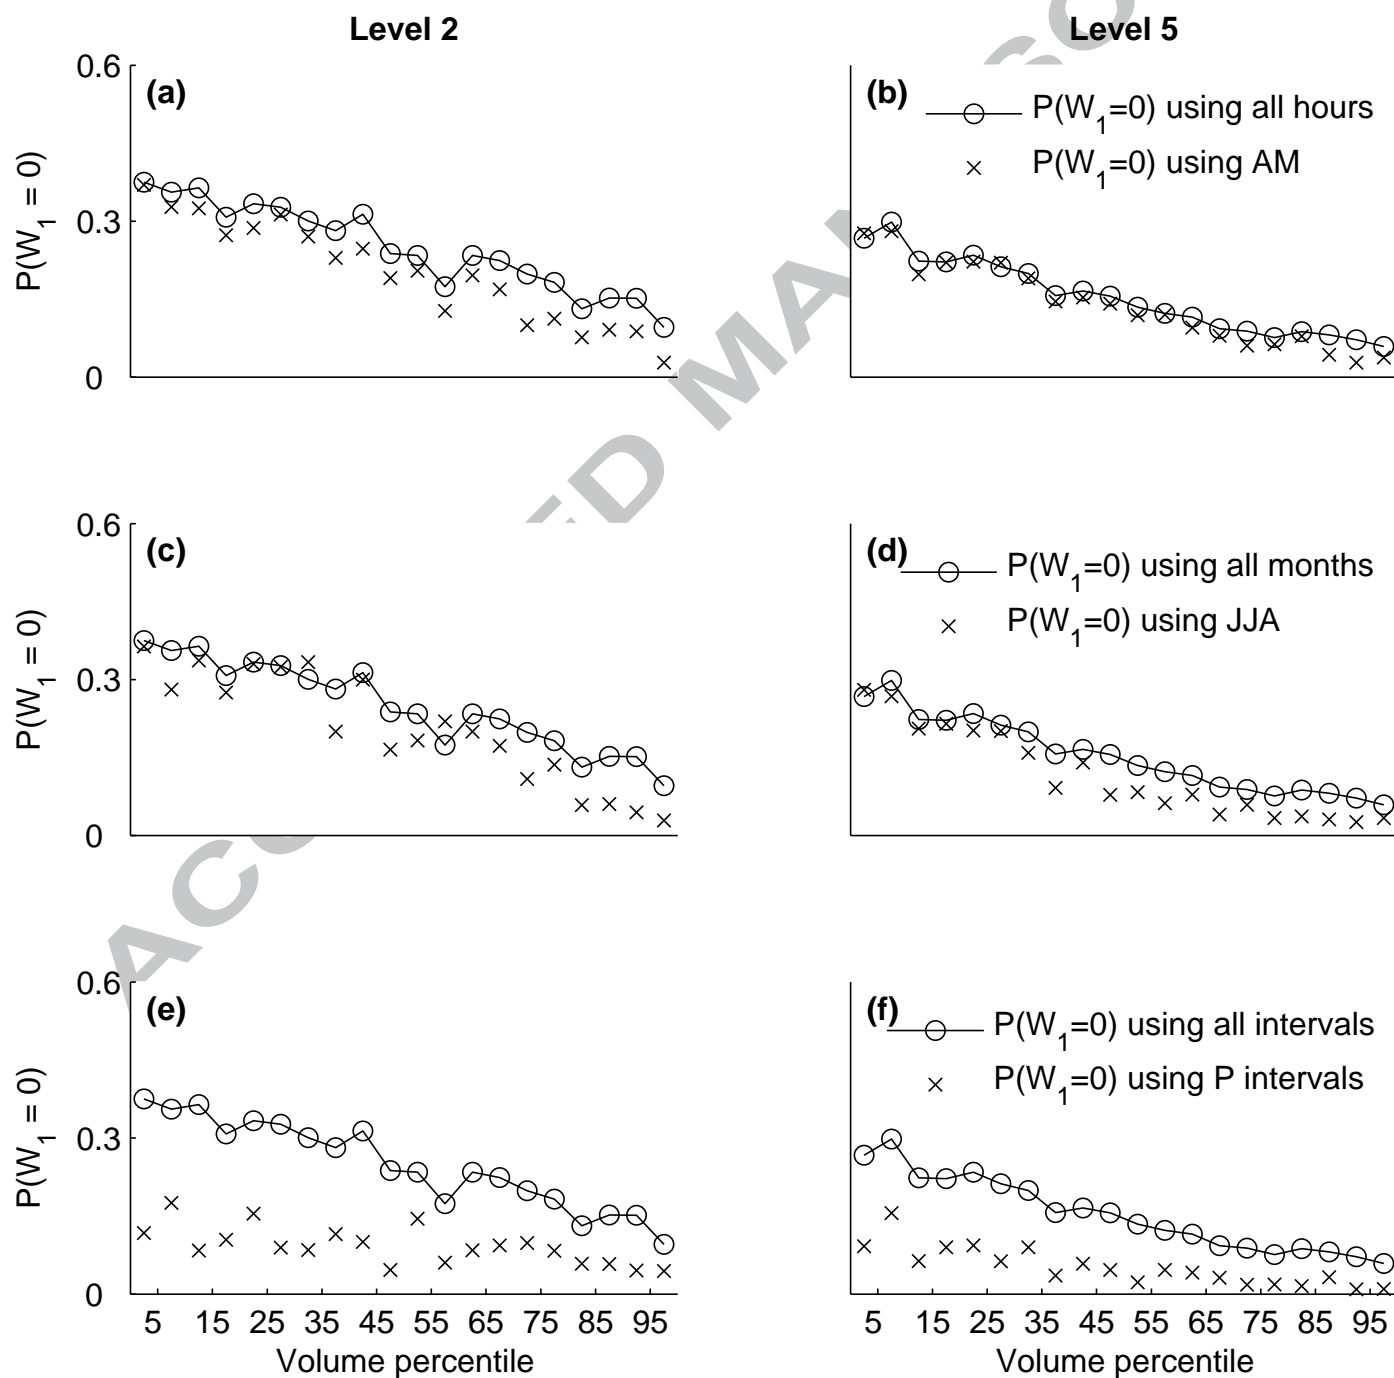 Level 2
Level 5
0.6
(a)
P(W1 = 0)
0.3
0
(b)
P(W1=0) using all hours
P(W1=0) using AM
0.6
(c)
P(W1 = 0)
0.3
0
(d)
P(W1=0) using all months
P(W1=0) using JJA
0.6
(e)
P(W1 = 0)
0.3
0
5 15 25 35 45 55 65 75 85 95
Volume percentile
(f)
P(W1=0) using all intervals
P(W1=0) using P intervals
5 15 25 35 45 55 65 75 85 95
Volume percentile